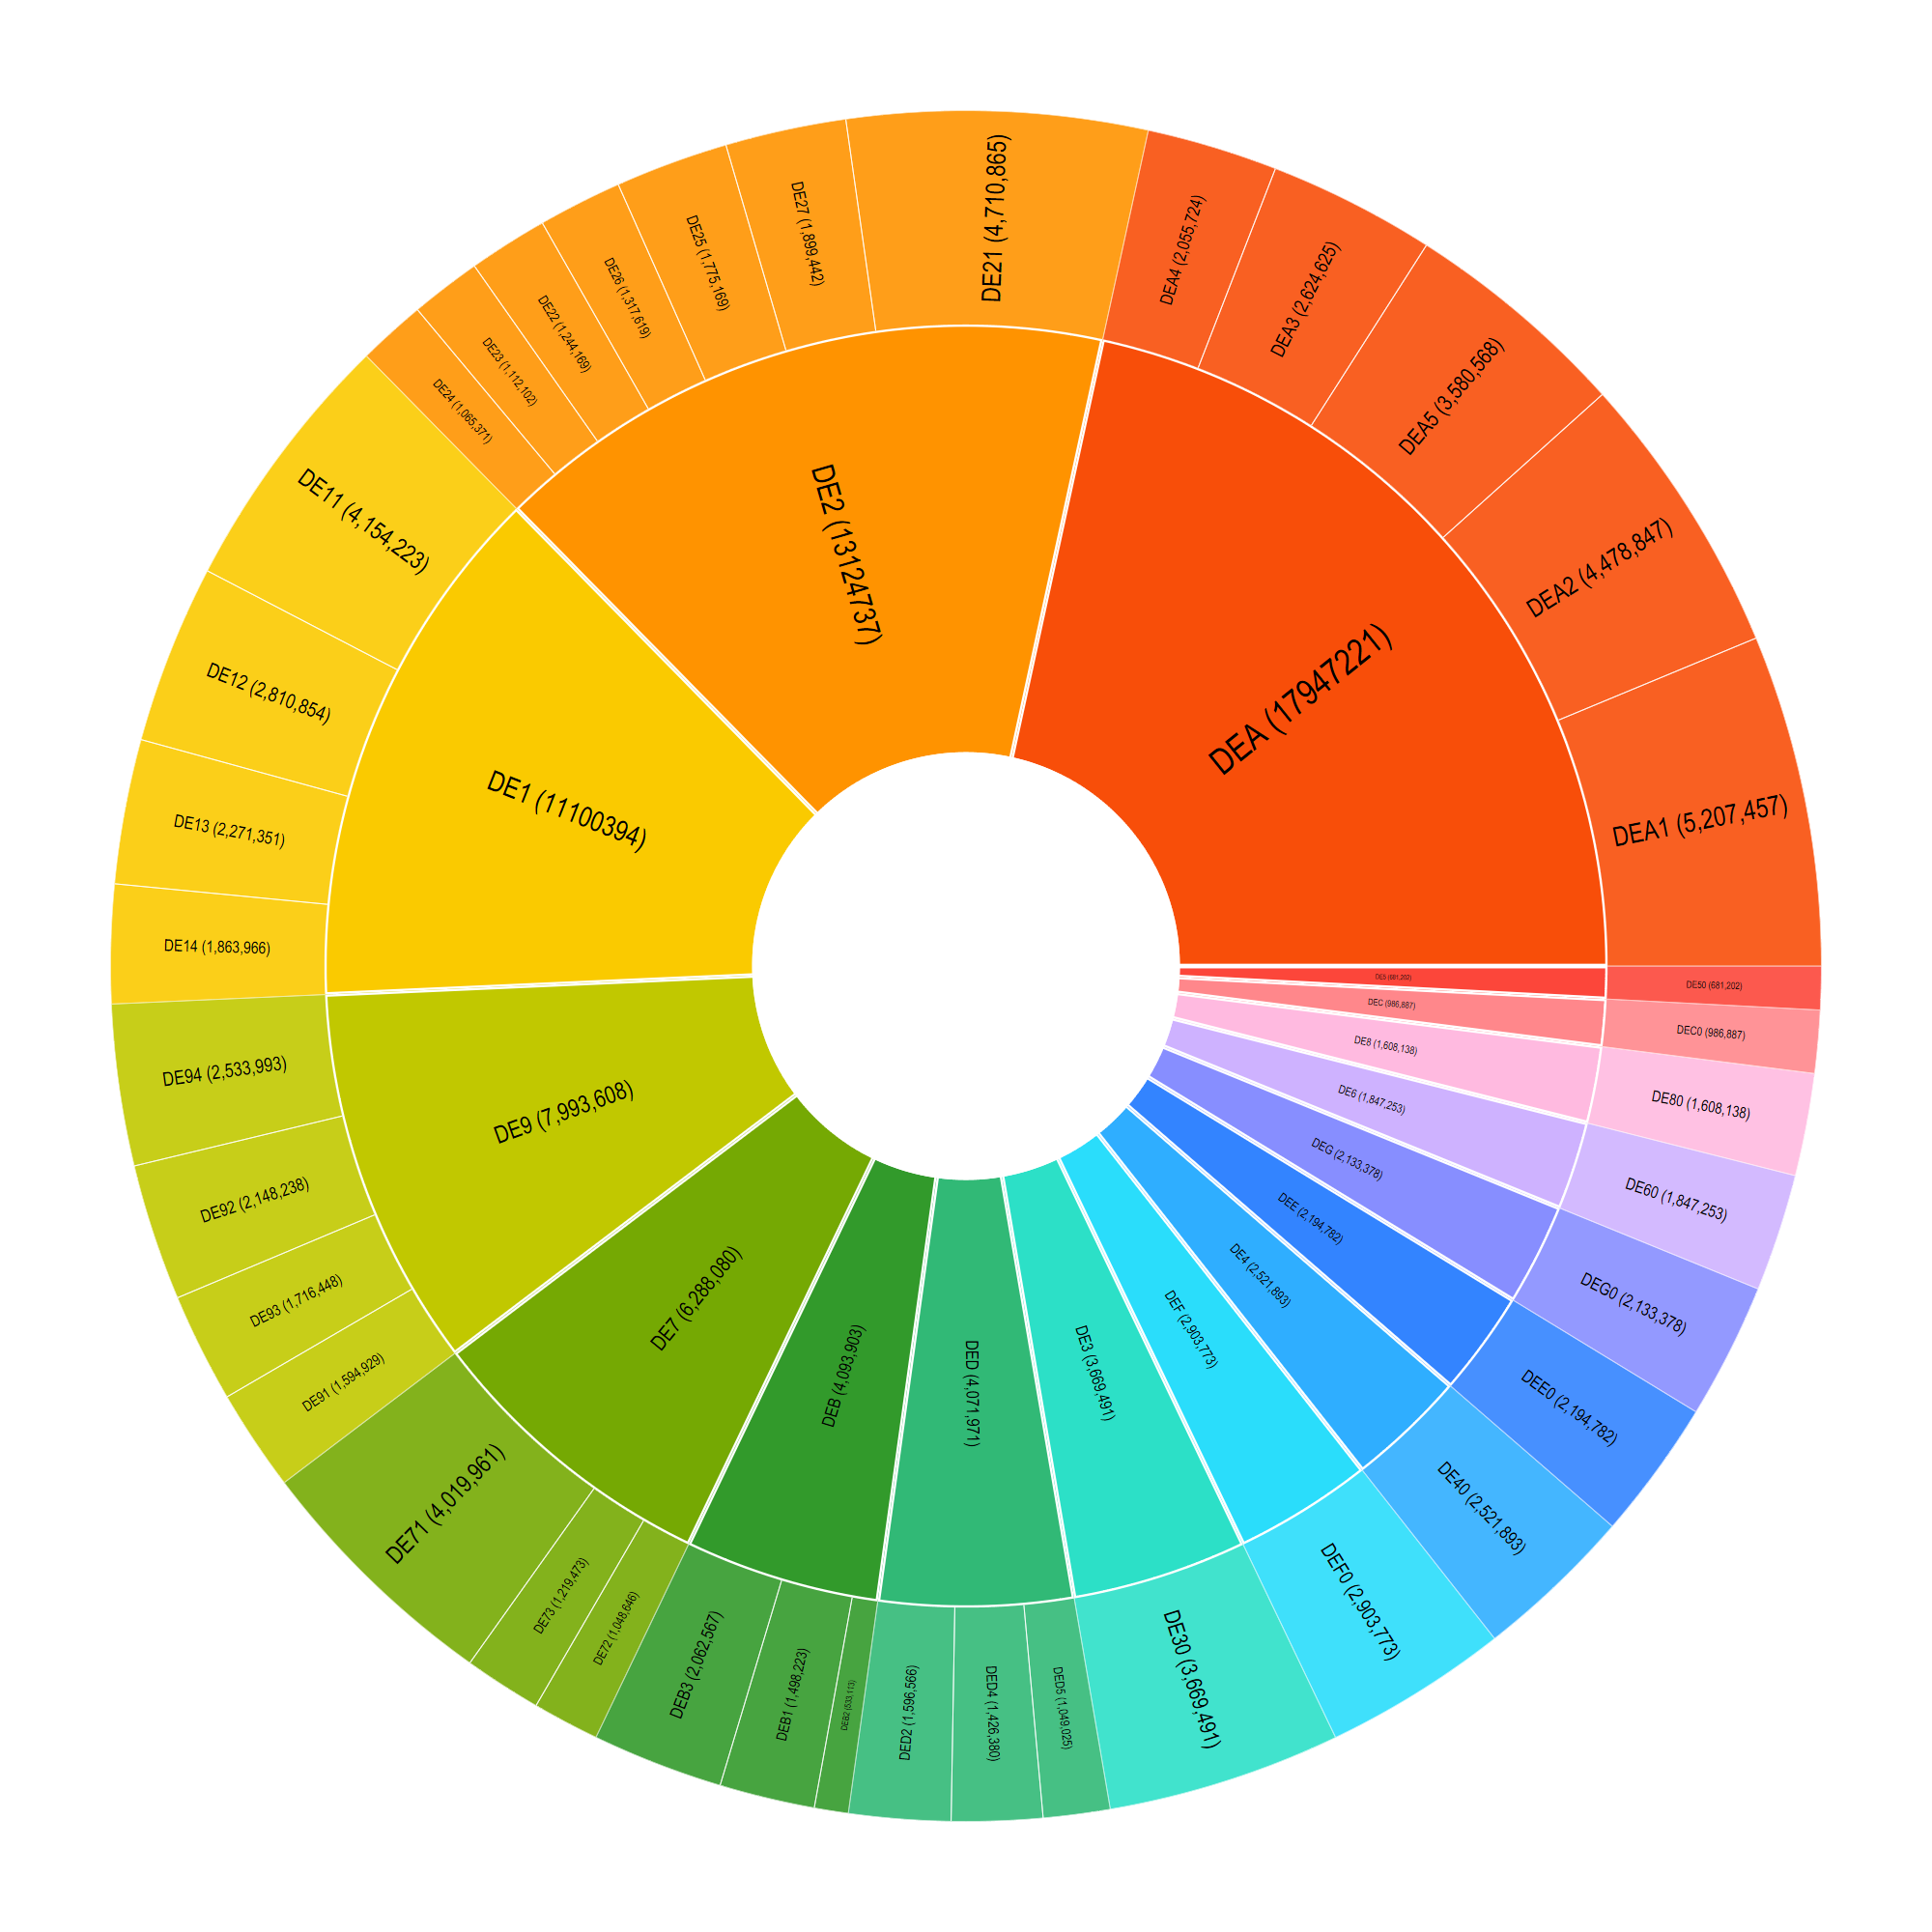 DEA (17947221)
DEA1 (5,207,457)
DEA2 (4,478,847)
DEA5 (3,580,568)
DEA3 (2,624,625)
DEA4 (2,055,724)
DE2 (13124737)
DE21 (4,710,865)
DE27 (1,899,442)
DE25 (1,775,169)
DE26 (1,317,619)
DE22 (1,244,169)
DE23 (1,112,102)
DE24 (1,065,371)
DE1 (11100394)
DE11 (4,154,223)
DE12 (2,810,854)
DE13 (2,271,351)
DE14 (1,863,966)
DE9 (7,993,608)
DE94 (2,533,993)
DE92 (2,148,238)
DE93 (1,716,448)
DE91 (1,594,929)
DE7 (6,288,080)
DE71 (4,019,961)
DE73 (1,219,473)
DE72 (1,048,646)
DEB (4,093,903)
DEB3 (2,062,567)
DEB1 (1,498,223)
DEB2 (533,113)
DED (4,071,971)
DED2 (1,596,566)
DED4 (1,426,380)
DED5 (1,049,025)
DE3 (3,669,491)
DE30 (3,669,491)
DEF (2,903,773)
DEF0 (2,903,773)
DE4 (2,521,893)
DE40 (2,521,893)
DEE (2,194,782)
DEE0 (2,194,782)
DEG (2,133,378)
DEG0 (2,133,378)
DE6 (1,847,253)
DE60 (1,847,253)
DE8 (1,608,138)
DE80 (1,608,138)
DEC (986,887)
DEC0 (986,887)
DE5 (681,202)
DE50 (681,202)